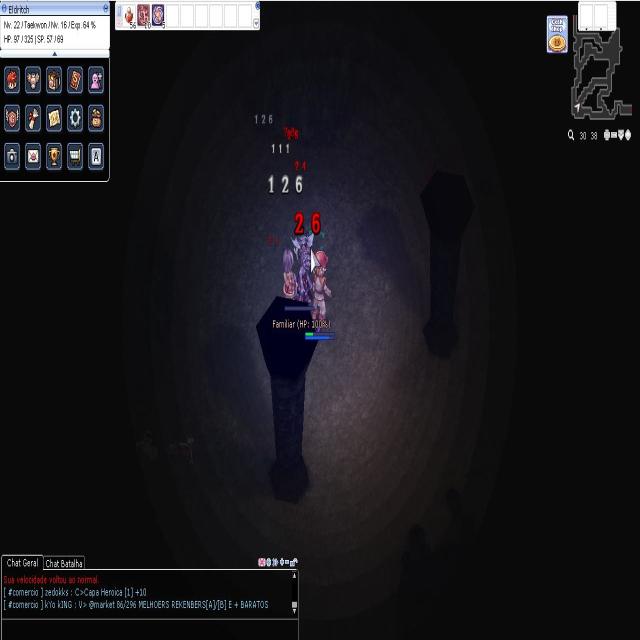 Eldritch
Nv. 22 / Taekwon / Nv. 16 / Exp. 64 %
HP. 97 / 325 | SP. 57 / 69
56
126
111
24
126
26
Familiar (HP: 100%)
30 38
A
Chat Geral Chat Batalha
Sua velocidade voltou ao normal.
[ #comercio ] zedokks : C>Capa Heroica [1] +10
[ #comercio ] kYo kING : V> @market 86/296 MELHOERS REKENBERS[A]/[B] E + BARATOS